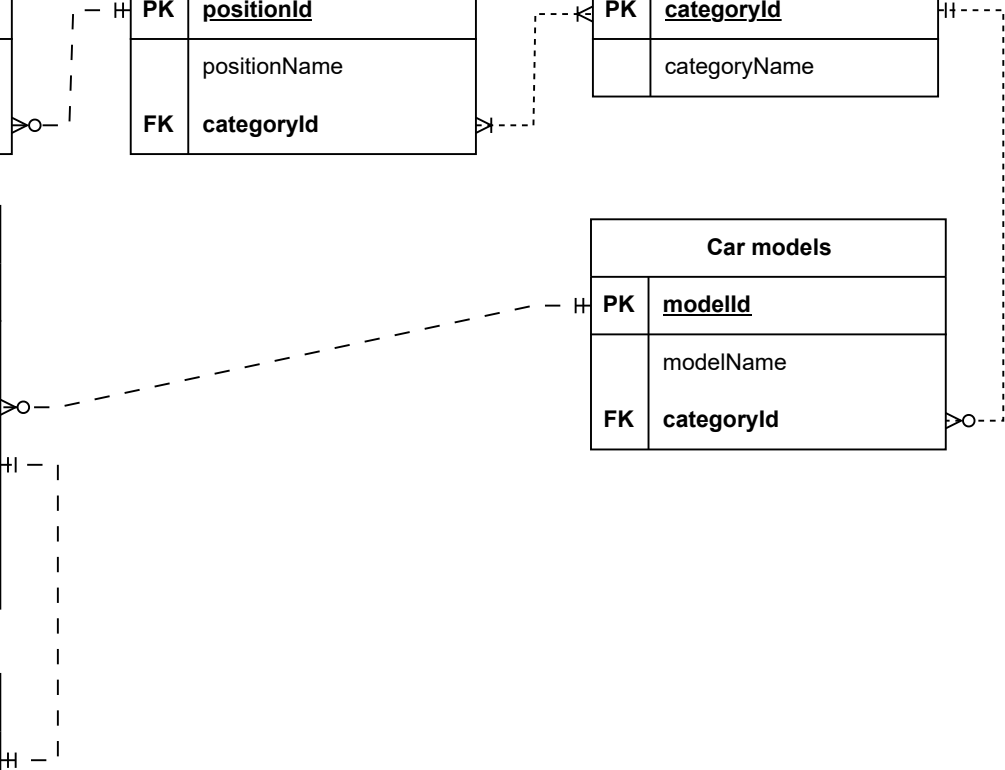 PK positionId
positionName
FK categoryId
PK categoryId
categoryName
Car models
PK modelId
modelName
FK categoryId